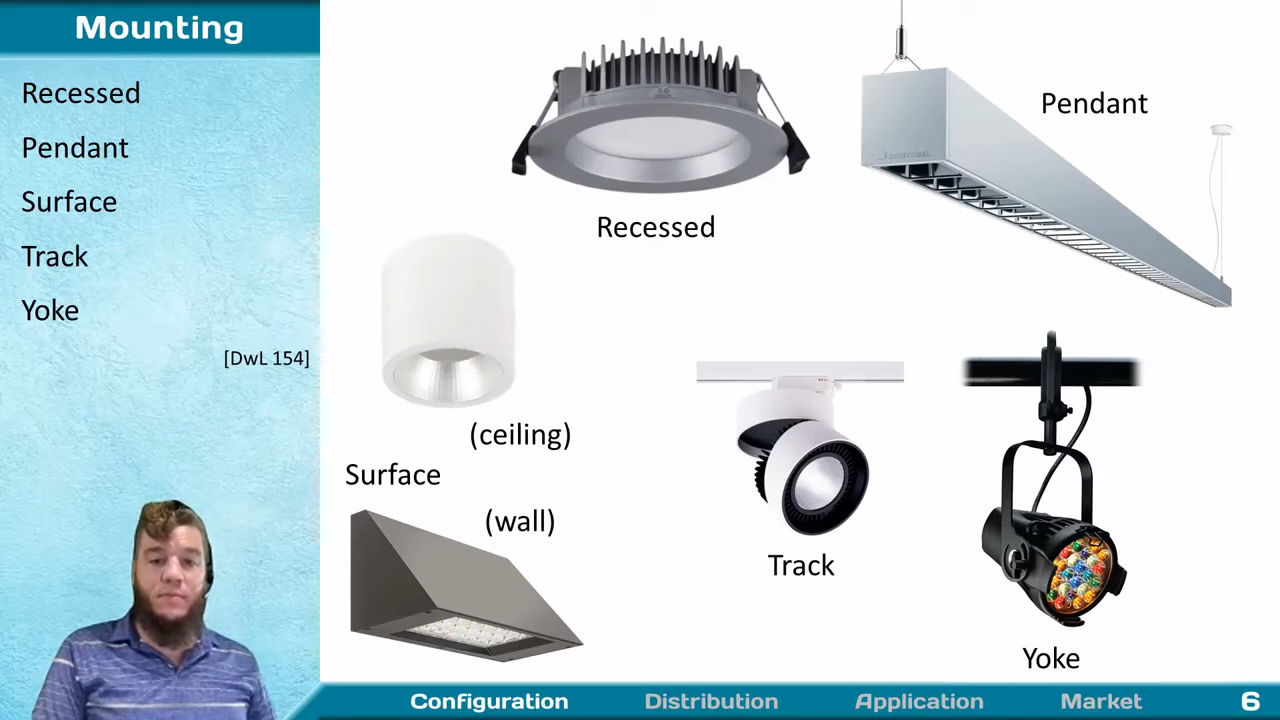 Mounting
Recessed
Pendant
Surface
Track
Yoke
[DwL 154]
Recessed
Pendant
ZUMTOBEL
(ceiling)
Surface
(wall)
Track
Yoke
Configuration Distribution Application Market 6